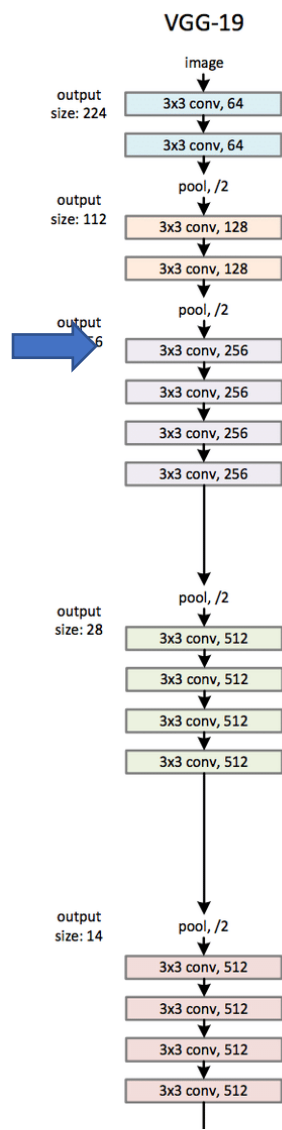 VGG-19
image
output
size: 224
3x3 conv, 64
3x3 conv, 64
pool, /2
output
size: 112
3x3 conv, 128
3x3 conv, 128
pool, /2
output
3x3 conv, 256
3x3 conv, 256
3x3 conv, 256
3x3 conv, 256
pool, /2
output
size: 28
3x3 conv, 512
3x3 conv, 512
3x3 conv, 512
3x3 conv, 512
output
size: 14
pool, /2
3x3 conv, 512
3x3 conv, 512
3x3 conv, 512
3x3 conv, 512